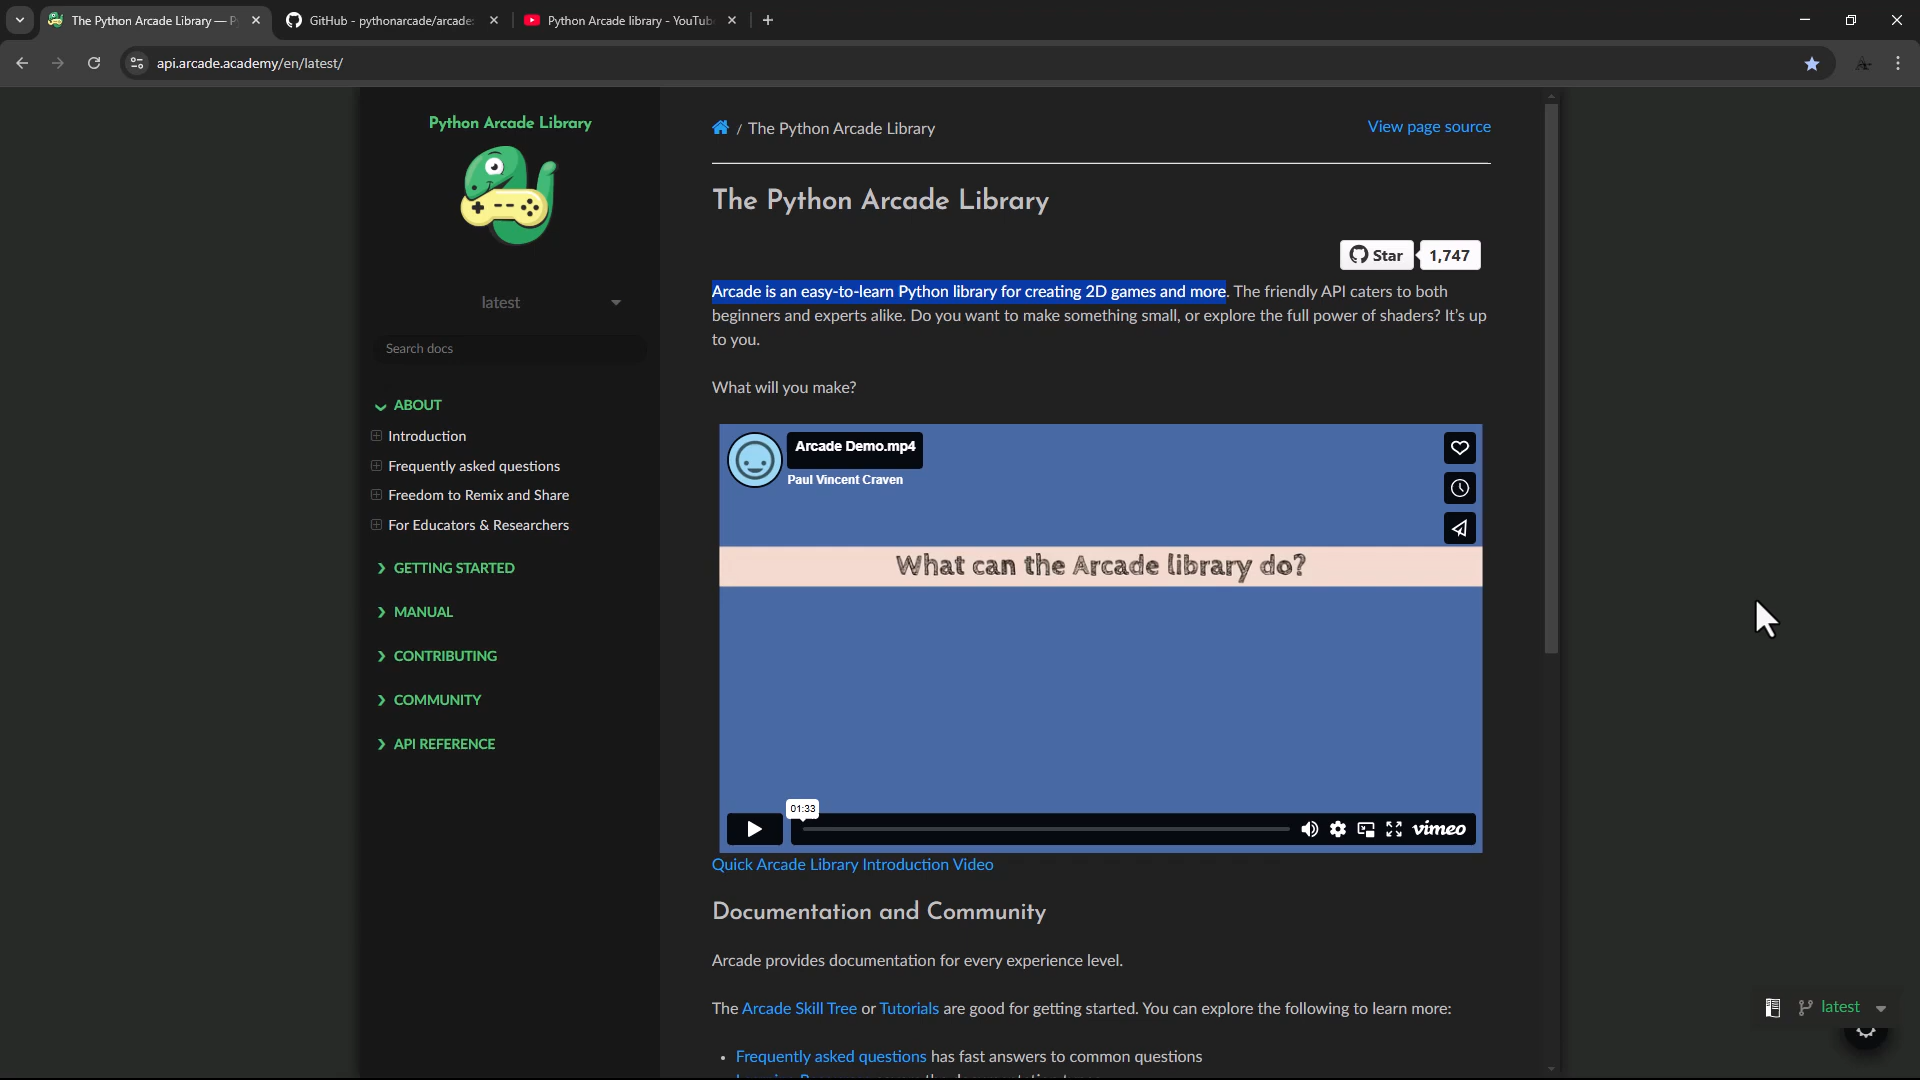 The Python Arcade Library — P
GitHub - pythonarcade/arcade:
Python Arcade library - YouTub
api.arcade.academy/en/latest/
Python Arcade Library
latest
Search docs
ABOUT
Introduction
Frequently asked questions
Freedom to Remix and Share
For Educators & Researchers
GETTING STARTED
MANUAL
CONTRIBUTING
COMMUNITY
API REFERENCE
/ The Python Arcade Library
View page source
The Python Arcade Library
Star 1,747
Arcade is an easy-to-learn Python library for creating 2D games and more. The friendly API caters to both
beginners and experts alike. Do you want to make something small, or explore the full power of shaders? It's up
to you.
What will you make?
Arcade Demo.mp4
Paul Vincent Craven
What can the Arcade library do?
01:33
vimeo
Quick Arcade Library Introduction Video
Documentation and Community
Arcade provides documentation for every experience level.
The Arcade Skill Tree or Tutorials are good for getting started. You can explore the following to learn more:
• Frequently asked questions has fast answers to common questions
latest